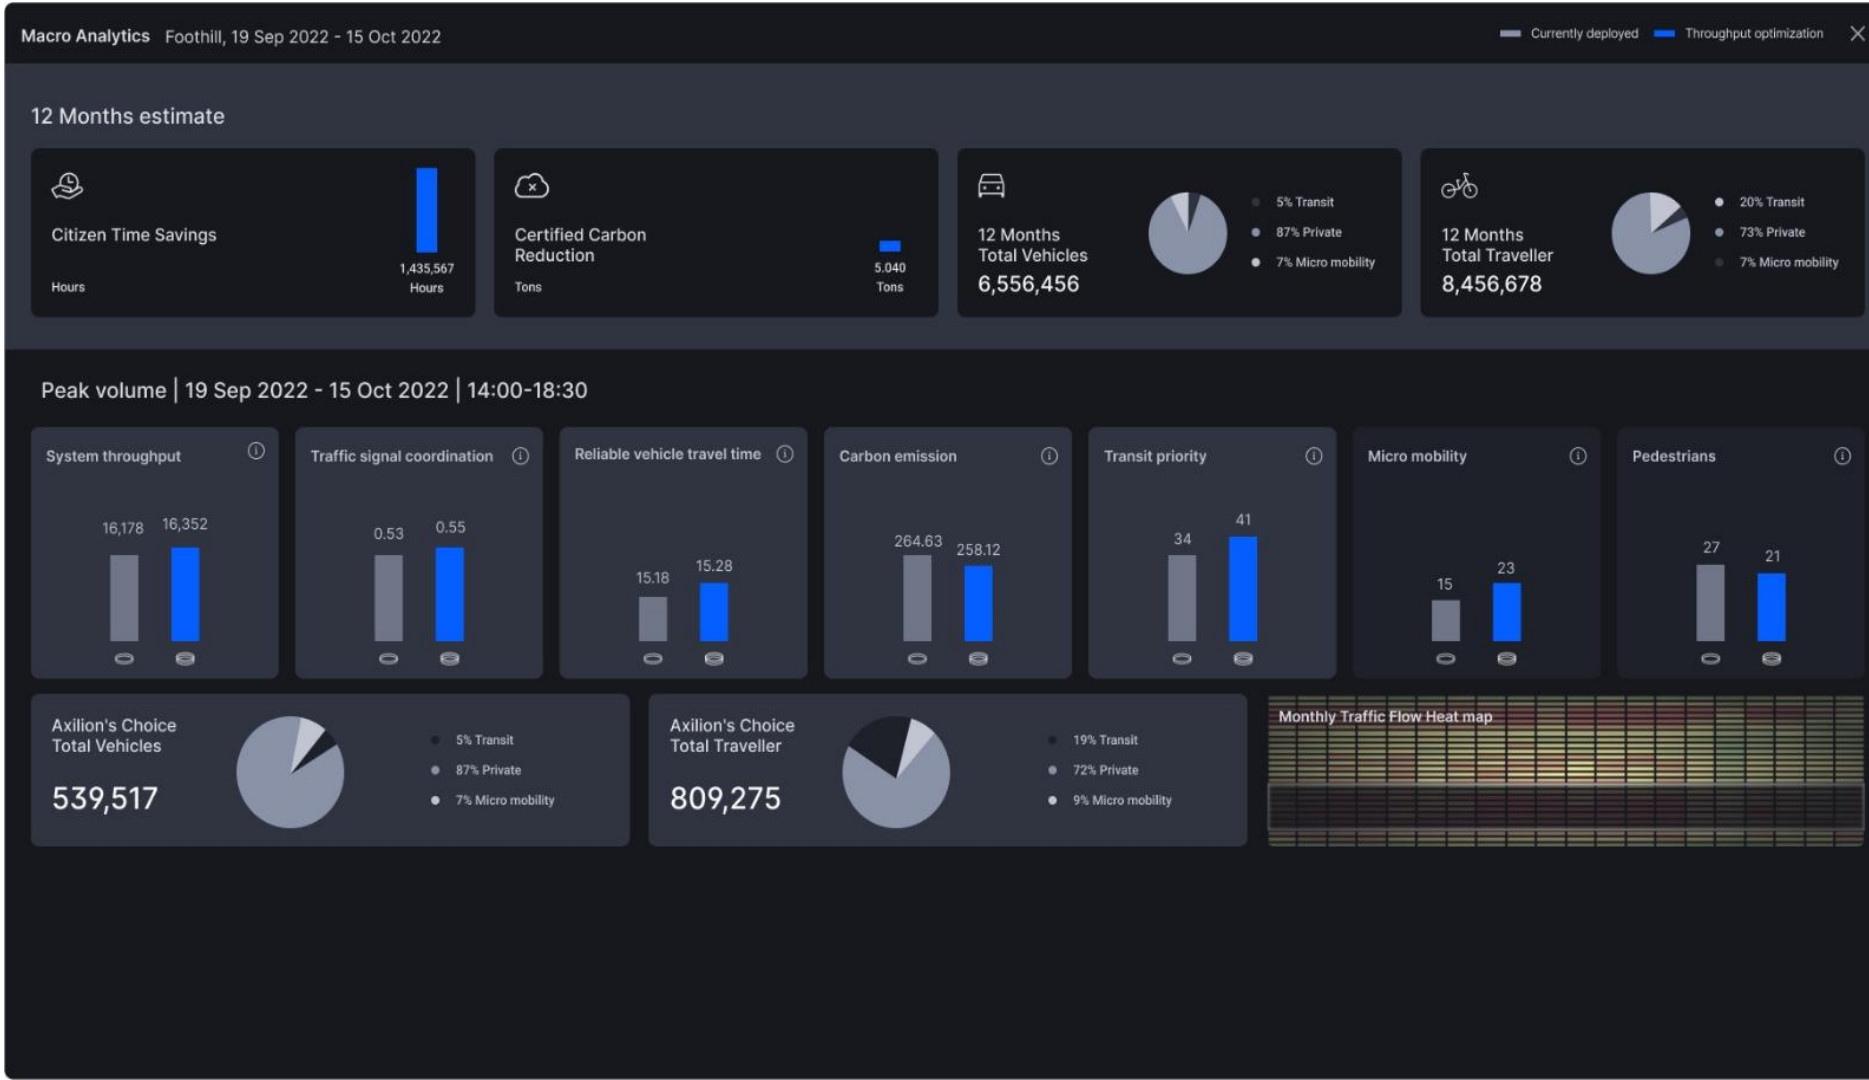 Macro Analytics Foothill, 19 Sep 2022 - 15 Oct 2022
Currently deployed
Throughput optimization
12 Months estimate
Citizen Time Savings
Hours
1,435,567
Hours
Certified Carbon
Reduction
Tons
5.040
Tons
12 Months
Total Vehicles
6,556,456
5% Transit
87% Private
7% Micro mobility
12 Months
Total Traveller
8,456,678
20% Transit
73% Private
7% Micro mobility
Peak volume | 19 Sep 2022 - 15 Oct 2022 | 14:00-18:30
System throughput
16,178
16,352
Traffic signal coordination
0.53
0.55
Reliable vehicle travel time
15.18
15.28
Carbon emission
264.63
258.12
Transit priority
34
41
Micro mobility
15
23
Pedestrians
27
21
Axilion's Choice
Total Vehicles
539,517
5% Transit
87% Private
7% Micro mobility
Axilion's Choice
Total Traveller
809,275
19% Transit
72% Private
9% Micro mobility
Monthly Traffic Flow Heat map